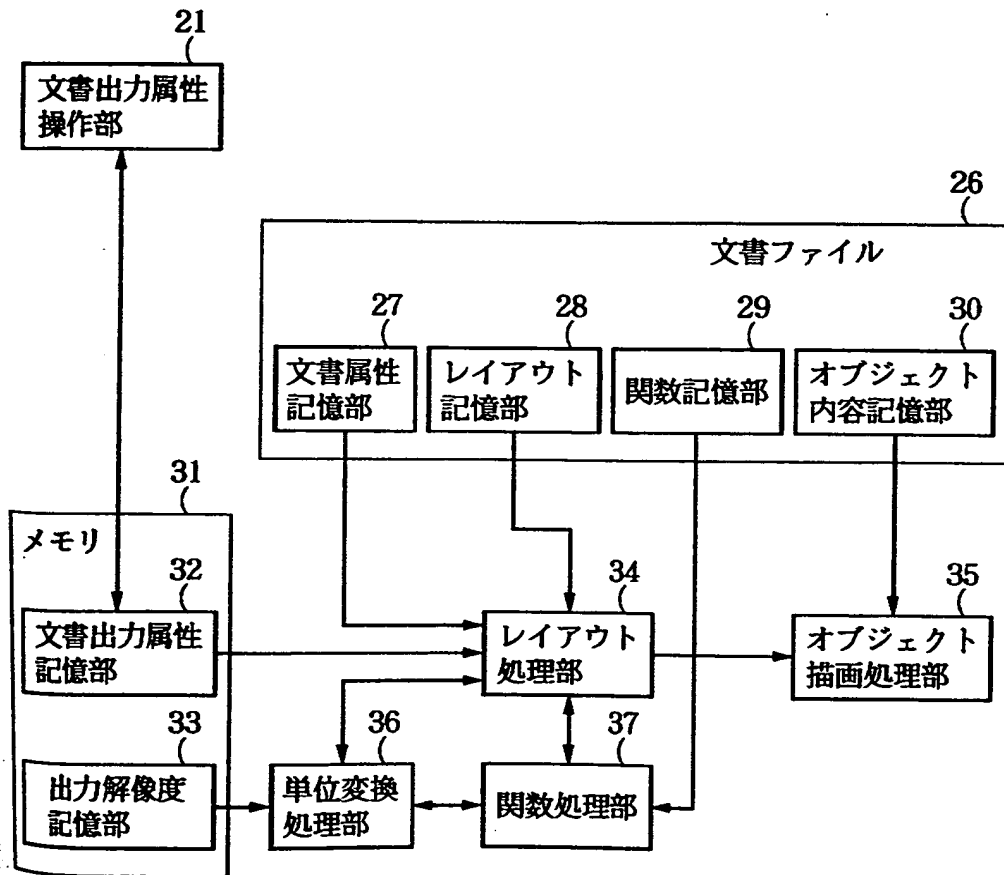 21
文書出力属性
操作部
26
文書ファイル
27
文書属性
記憶部
28
レイアウト
記憶部
29
関数記憶部
30
オブジェクト
内容記憶部
31
メモリ
32
文書出力属性
記憶部
33
出力解像度
記憶部
34
レイアウト
処理部
35
オブジェクト
描画処理部
36
単位変換
処理部
37
関数処理部